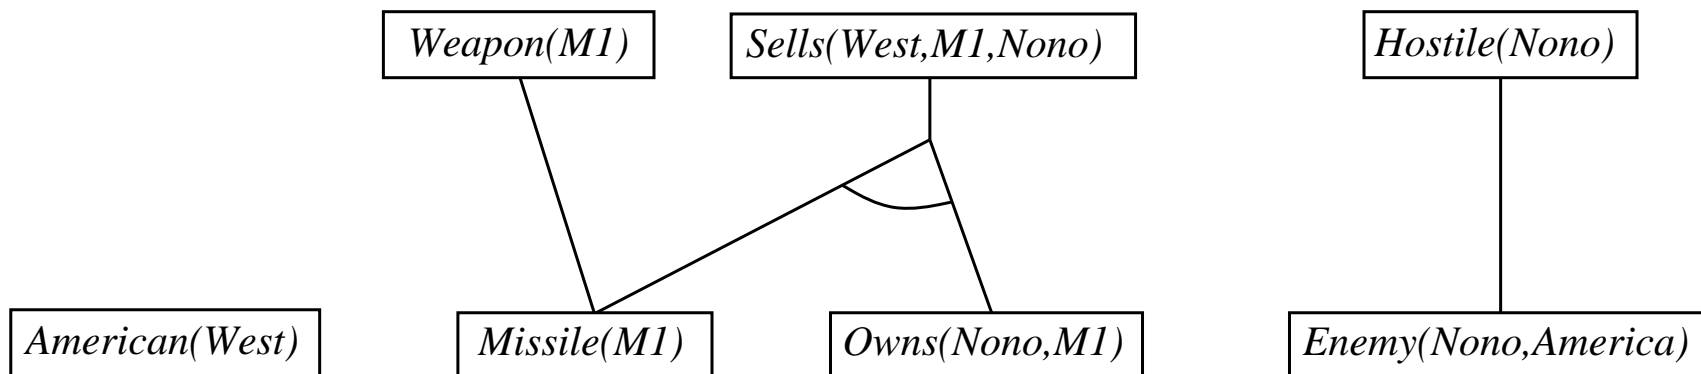 Weapon(M1)
Sells(West,M1,Nono)
Hostile(Nono)
American(West)
Missile(M1)
Owns(Nono,M1)
Enemy(Nono,America)